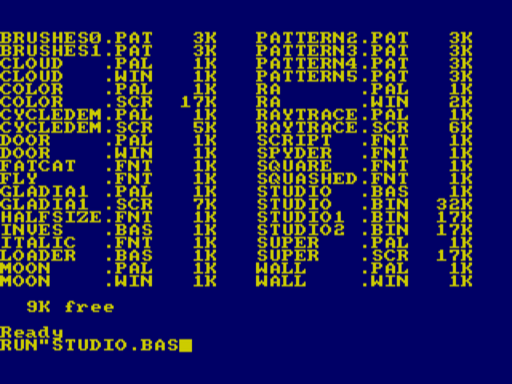 BRUSHES0.PAT 3K PATTERN2.PAT 3K
BRUSHES1.PAT 3K PATTERN3.PAT 3K
CLOUD .PAL 1K PATTERN4.PAT 3K
CLOUD .WIN 1K PATTERN5.PAT 3K
COLOR .PAL 1K RA .PAL 1K
COLOR .SCR 17K RA .WIN 2K
CYCLEDEM.PAL 1K RAYTRACE.PAL 1K
CYCLEDEM.SCR 5K RAYTRACE.SCR 6K
DOOR .PAL 1K SCRIPT .FNT 1K
DOOR .WIN 1K SPYDER .FNT 1K
FATCAT .FNT 1K SQUARE .FNT 1K
FLY .FNT 1K SQUASHED.FNT 1K
GLADIA1 .PAL 1K STUDIO .BAS 1K
GLADIA1 .SCR 7K STUDIO .BIN 32K
HALFSIZE.FNT 1K STUDIO1 .BIN 17K
INVES .BAS 1K STUDIO2 .BIN 17K
ITALIC .FNT 1K SUPER .PAL 1K
LOADER .BAS 1K SUPER .SCR 17K
MOON .PAL 1K WALL .PAL 1K
MOON .WIN 1K WALL .WIN 1K
9K free
Ready
RUN"STUDIO.BAS